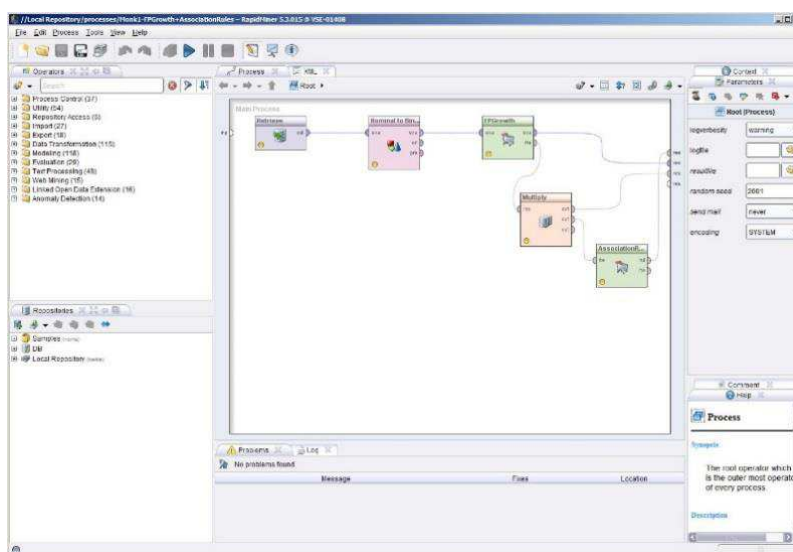 //Local Repository/processes/Monk1-FPGrowth+AssociationRules – RapidMiner 5.3.015 @ VSE-01408
File Edit Process Tools View Help
Operators
Search
Process Control (37)
Utility (54)
Repository Access (6)
Import (27)
Export (18)
Data Transformation (115)
Modeling (118)
Evaluation (29)
Text Processing (48)
Web Mining (15)
Linked Open Data Extension (16)
Anomaly Detection (14)
Repositories
Samples
DB
Local Repository
Process
XML
Root
Main Process
Retrieve
Nominal to Bin...
FPGrowth
Multiply
AssociationR...
Problems
Log
No problems found
Message Fixes Location
Context
Parameters
Root (Process)
logverbosity warning
logfile
resultfile
random seed 2001
send mail never
encoding SYSTEM
Comment
Help
Process
Synopsis
The root operator which
is the outer most operato
of every process.
Description